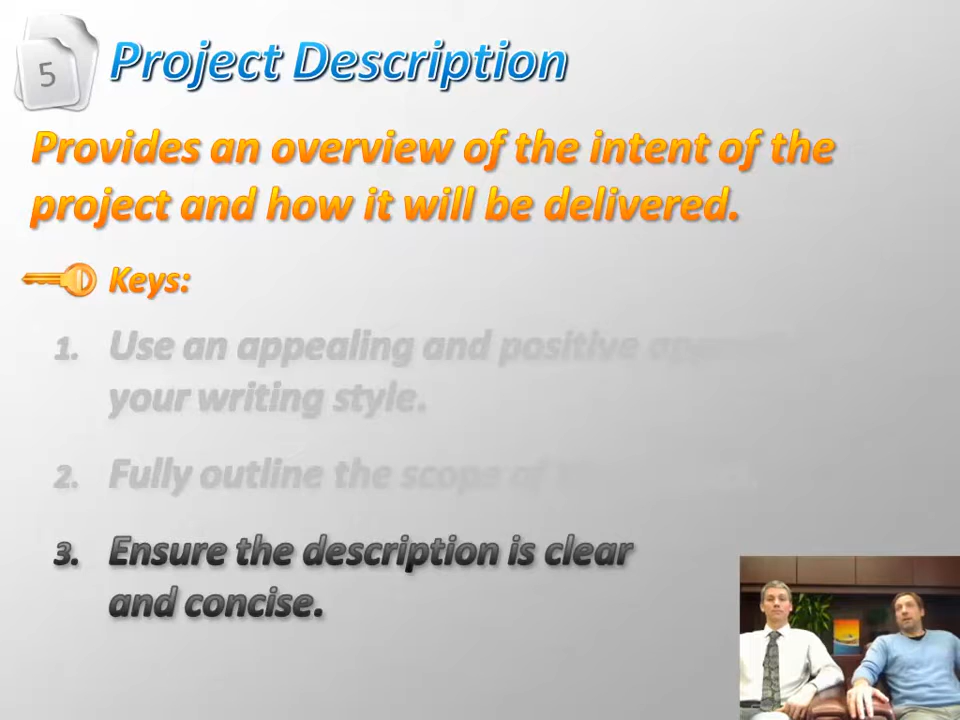 5
Project Description
Provides an overview of the intent of the
project and how it will be delivered.
Keys:
1. Use an appealing and positive
your writing style.
2. Fully outline the scope of
3. Ensure the description is clear
and concise.